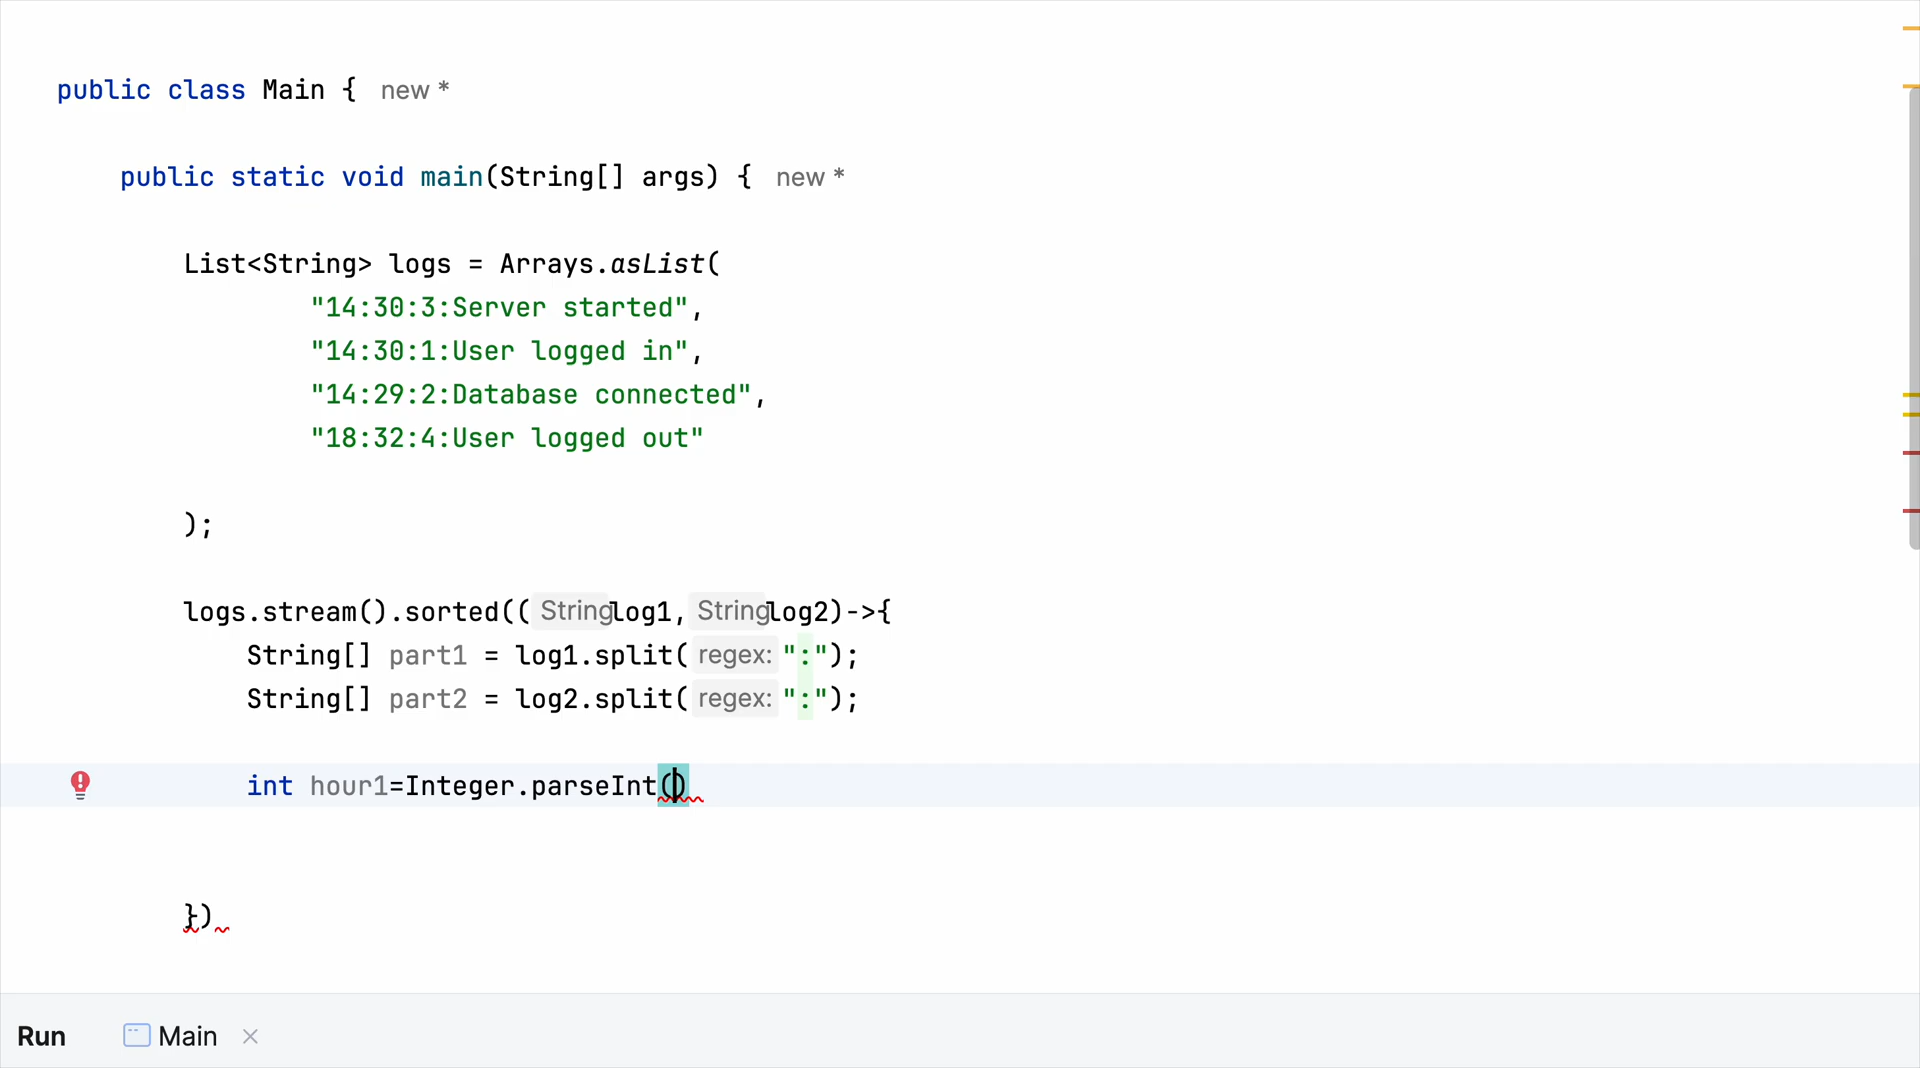 public class Main { new *
public static void main(String[] args) { new *
List<String> logs = Arrays.asList(
"14:30:3:Server started",
"14:30:1:User logged in",
"14:29:2:Database connected",
"18:32:4:User logged out"
);
logs.stream().sorted(( String log1, String log2)->{
String[] part1 = log1.split( regex: ":");
String[] part2 = log2.split( regex: ":");
int hour1=Integer.parseInt()
})
Run Main